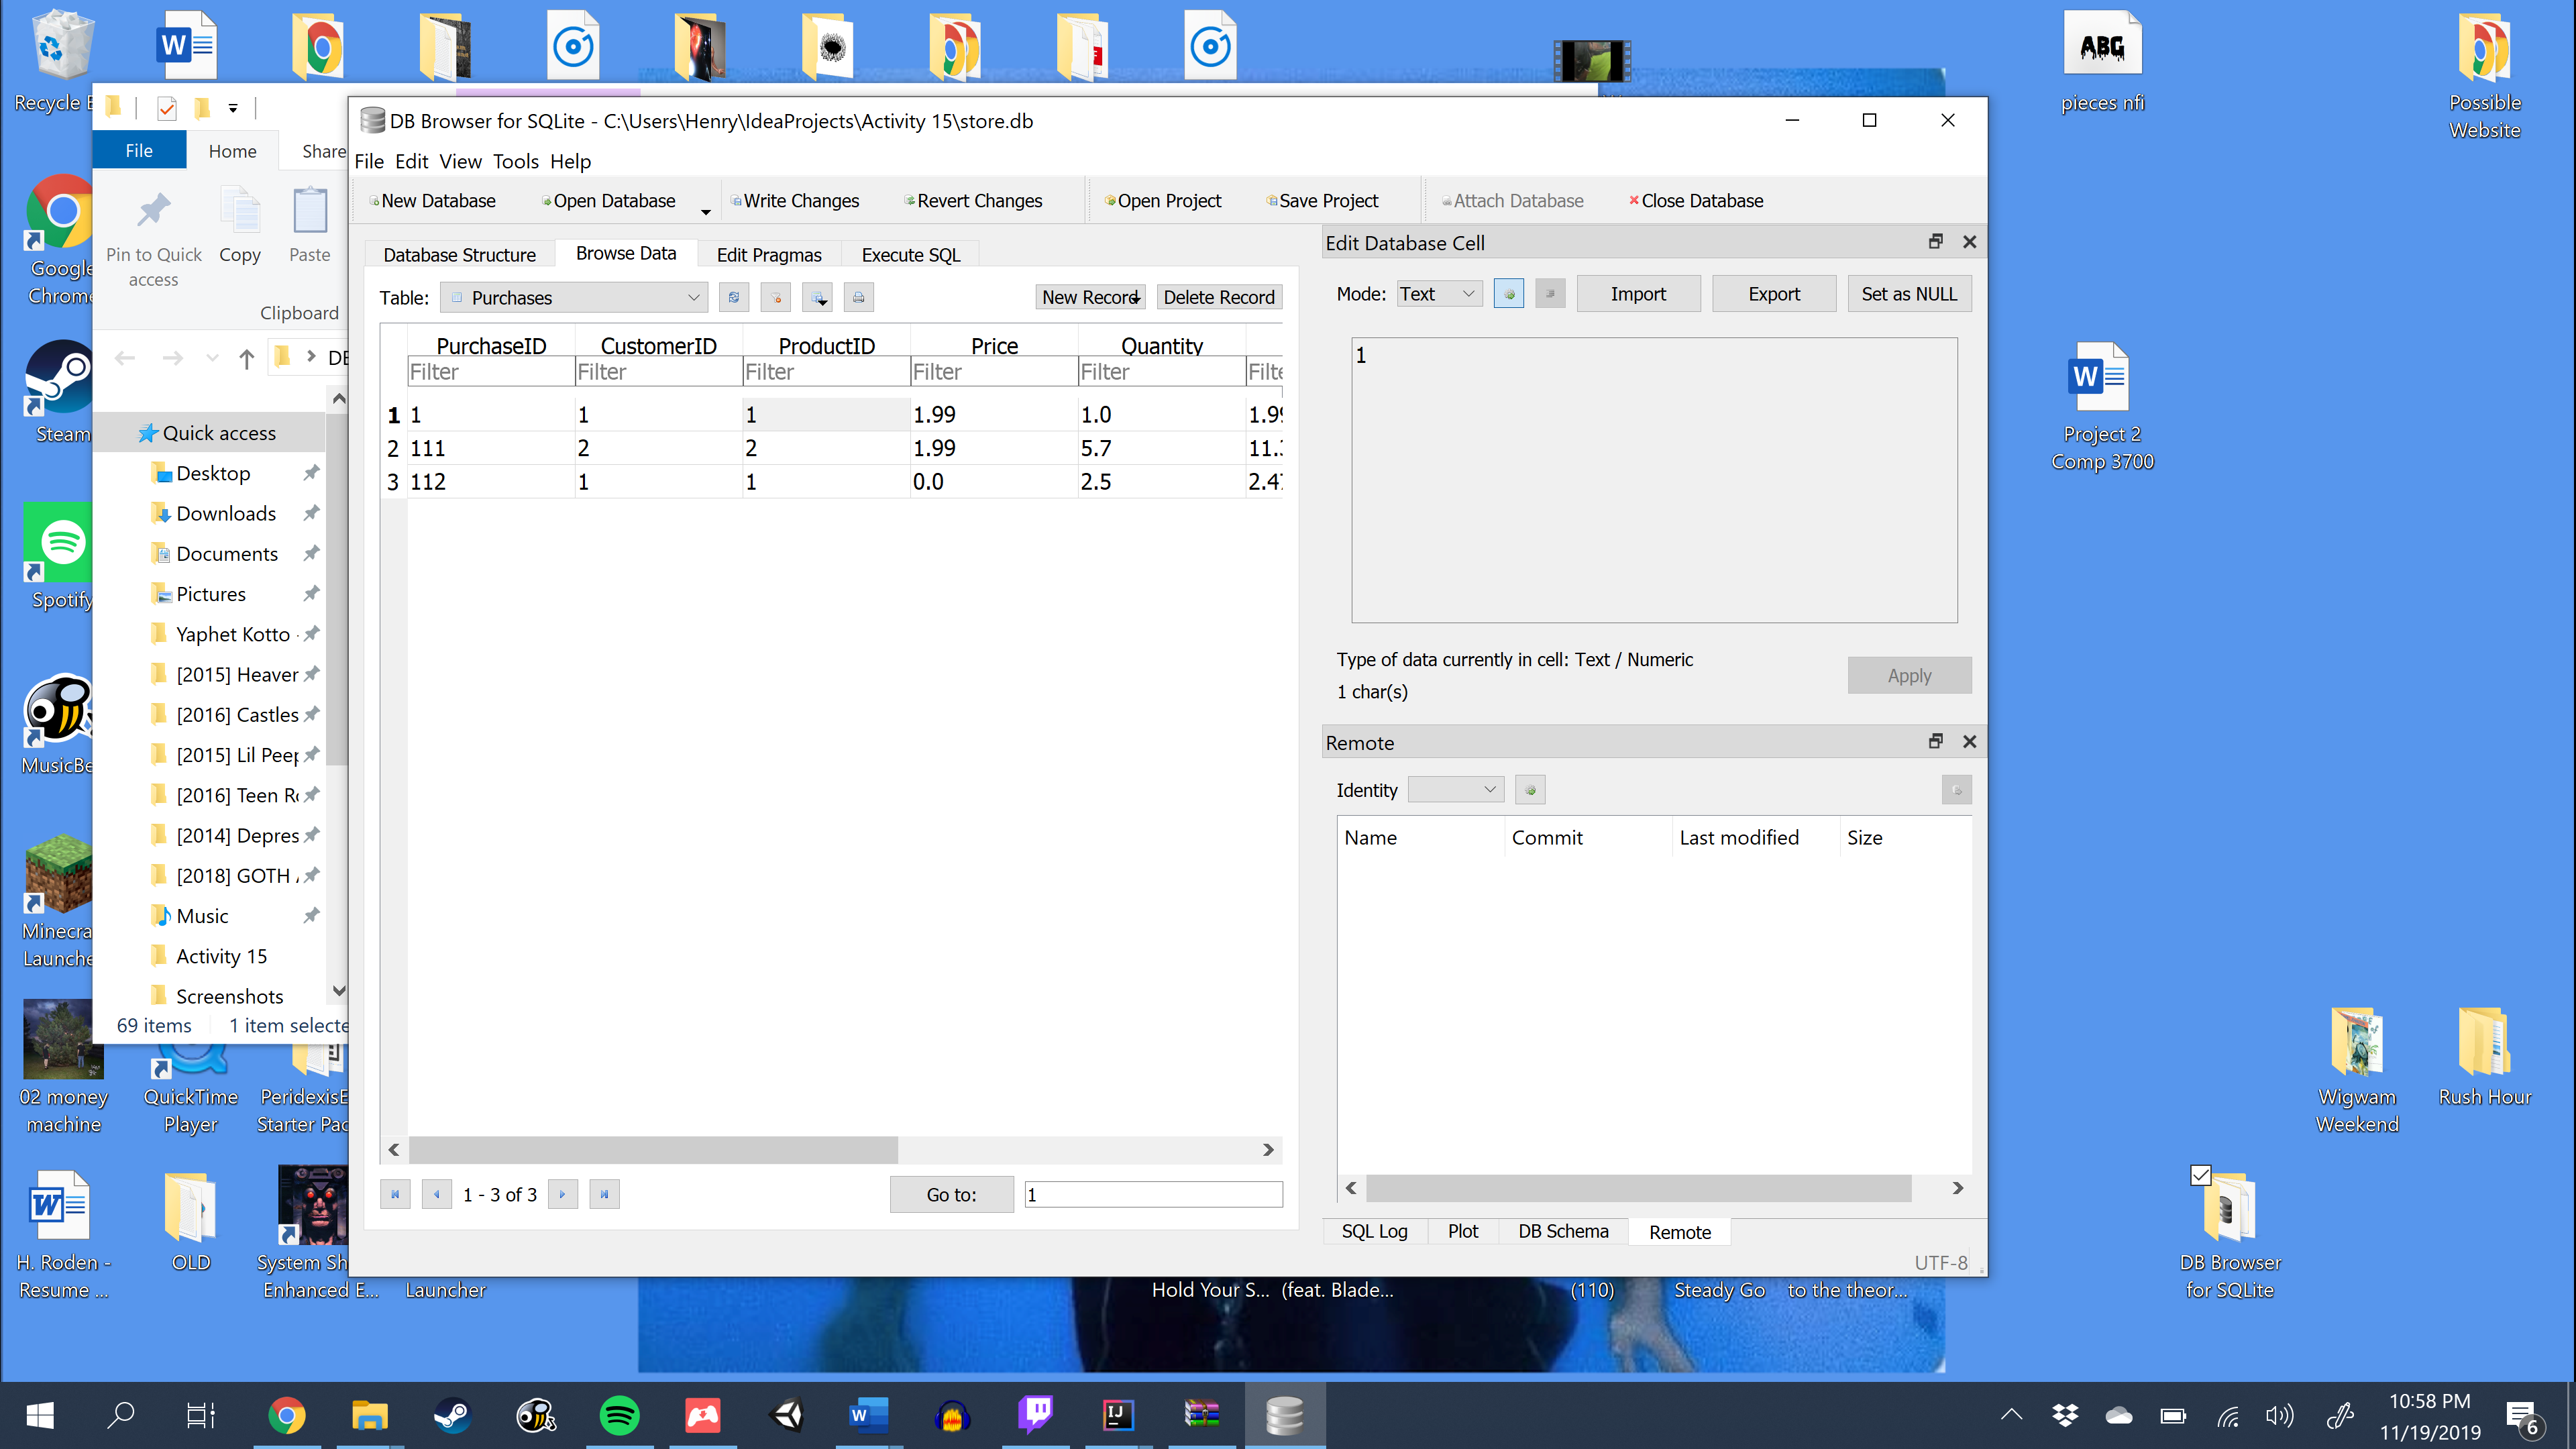 Recycle B
pieces nfi
Possible
Website
ABG
DB Browser for SQLite - C:\Users\Henry\IdeaProjects\Activity 15\store.db
File Edit View Tools Help
New Database Open Database Write Changes Revert Changes Open Project Save Project Attach Database Close Database
File Home Share
Pin to Quick
access
Copy
Paste
Clipboard
DB
Quick access
Desktop
Downloads
Documents
Pictures
Yaphet Kotto -
[2015] Heaver
[2016] Castles
[2015] Lil Peep
[2016] Teen Ro
[2014] Depres
[2018] GOTH A
Music
Activity 15
Screenshots
69 items 1 item selecte
Google
Chrome
Steam
Spotify
MusicBe
Minecra
Launche
02 money
machine
QuickTime
Player
PeridexisE
Starter Pac
H. Roden -
Resume ...
OLD
System Sh
Enhanced E...
Launcher
Database Structure Browse Data Edit Pragmas Execute SQL
Table: Purchases New Record Delete Record
PurchaseID CustomerID ProductID Price Quantity
Filter Filter Filter Filter Filter Filte
1 1 1 1 1.99 1.0 1.99
2 111 2 2 1.99 5.7 11.3
3 112 1 1 0.0 2.5 2.47
1 - 3 of 3 Go to: 1
Edit Database Cell
Mode: Text Import Export Set as NULL
1
Type of data currently in cell: Text / Numeric
1 char(s)
Apply
Remote
Identity
Name Commit Last modified Size
SQL Log Plot DB Schema Remote
UTF-8
Project 2
Comp 3700
Wigwam
Weekend
Rush Hour
DB Browser
for SQLite
Hold Your S... (feat. Blade... (110) Steady Go to the theor...
10:58 PM
11/19/2019
6